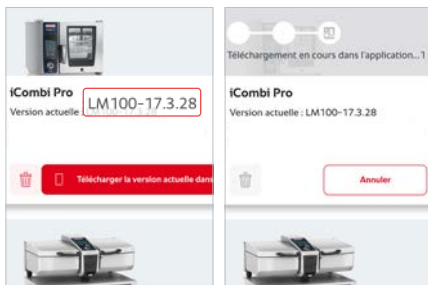 iCombi Pro
Version actuelle : LM100-17.3.28
Télécharger la version actuelle dans
Téléchargement en cours dans l'application...1
iCombi Pro
Version actuelle : LM100-17.3.28
Annuler